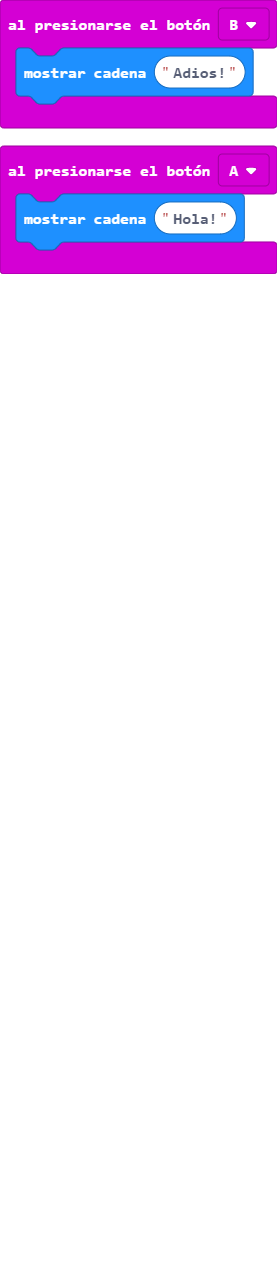 al presionarse el botón B
mostrar cadena "Adios!"
al presionarse el botón A
mostrar cadena "Hola!"